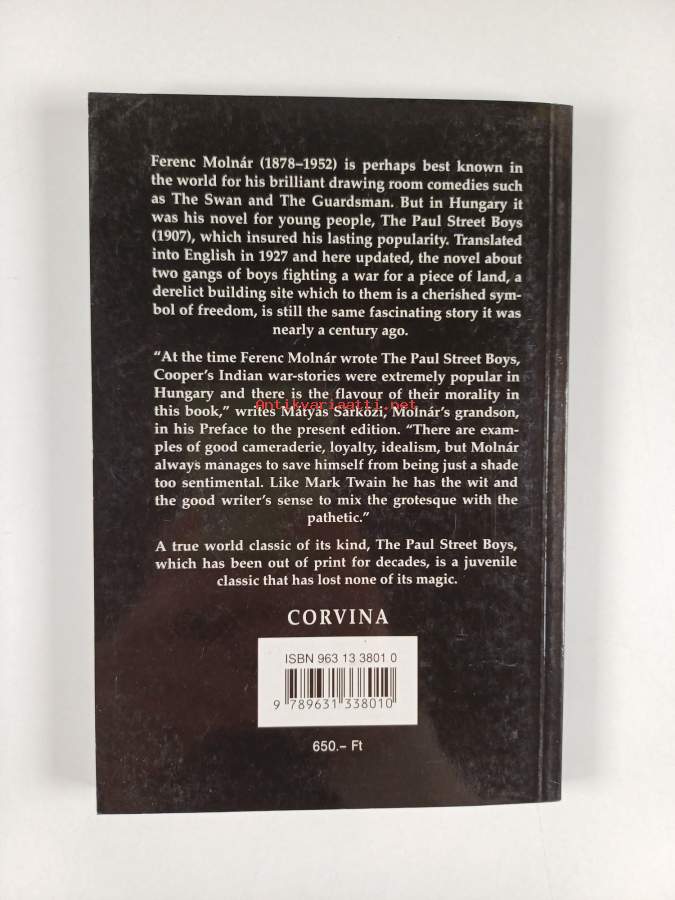 Ferenc Molnár (1878–1952) is perhaps best known in
the world for his brilliant drawing room comedies such
as The Swan and The Guardsman. But in Hungary it
was his novel for young people, The Paul Street Boys
(1907), which insured his lasting popularity. Translated
into English in 1927 and here updated, the novel about
two gangs of boys fighting a war for a piece of land, a
derelict building site which to them is a cherished sym-
bol of freedom, is still the same fascinating story it was
nearly a century ago.
“At the time Ferenc Molnár wrote The Paul Street Boys,
Cooper’s Indian war-stories were extremely popular in
Hungary and there is the flavour of their morality in
Antikvariaatti.net
this book,” writes Mátyás Sárközi, Molnár’s grandson,
in his Preface to the present edition. “There are exam-
ples of good cameraderie, loyalty, idealism, but Molnár
always manages to save himself from being just a shade
too sentimental. Like Mark Twain he has the wit and
the good writer’s sense to mix the grotesque with the
pathetic.”
A true world classic of its kind, The Paul Street Boys,
which has been out of print for decades, is a juvenile
classic that has lost none of its magic.
CORVINA
ISBN 963 13 3801 0
9 789631 338010
650.– Ft